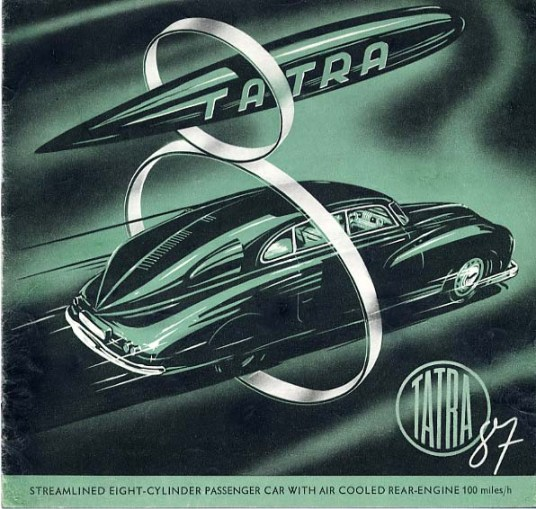 TATRA
TATRA
87
STREAMLINED EIGHT-CYLINDER PASSENGER CAR WITH AIR COOLED REAR-ENGINE 100 miles/h